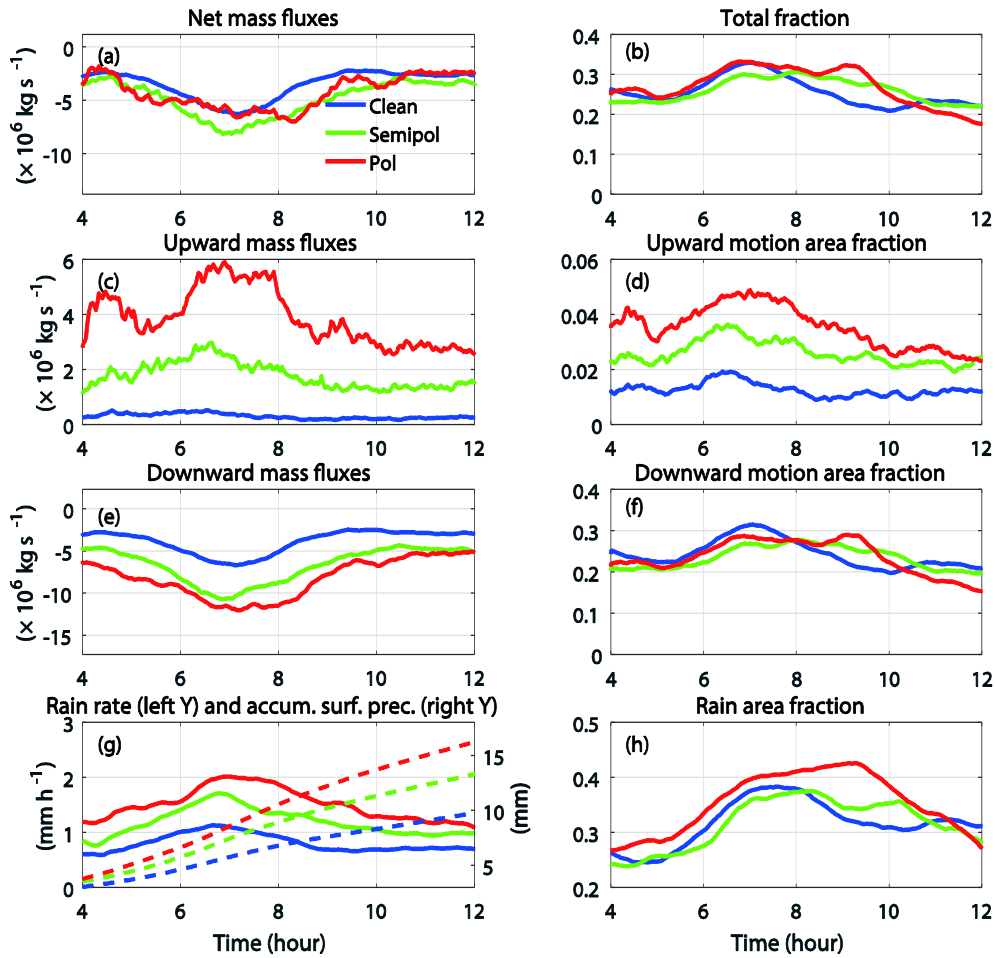 Net mass fluxes
(a)
0
-5
-10
(× 10⁶ kg s⁻¹)
Clean
Semipol
Pol
4 6 8 10 12
Total fraction
(b)
0.4
0.3
0.2
0.1
0
4 6 8 10 12
Upward mass fluxes
(c)
6
4
2
0
(× 10⁶ kg s⁻¹)
4 6 8 10 12
Upward motion area fraction
(d)
0.06
0.04
0.02
0
4 6 8 10 12
Downward mass fluxes
(e)
0
-5
-10
-15
(× 10⁶ kg s⁻¹)
4 6 8 10 12
Downward motion area fraction
(f)
0.4
0.3
0.2
0.1
0
4 6 8 10 12
Rain rate (left Y) and accum. surf. prec. (right Y)
(g)
3
2
1
0
(mm h⁻¹)
15
10
5
(mm)
4 6 8 10 12
Time (hour)
Rain area fraction
(h)
0.5
0.4
0.3
0.2
4 6 8 10 12
Time (hour)